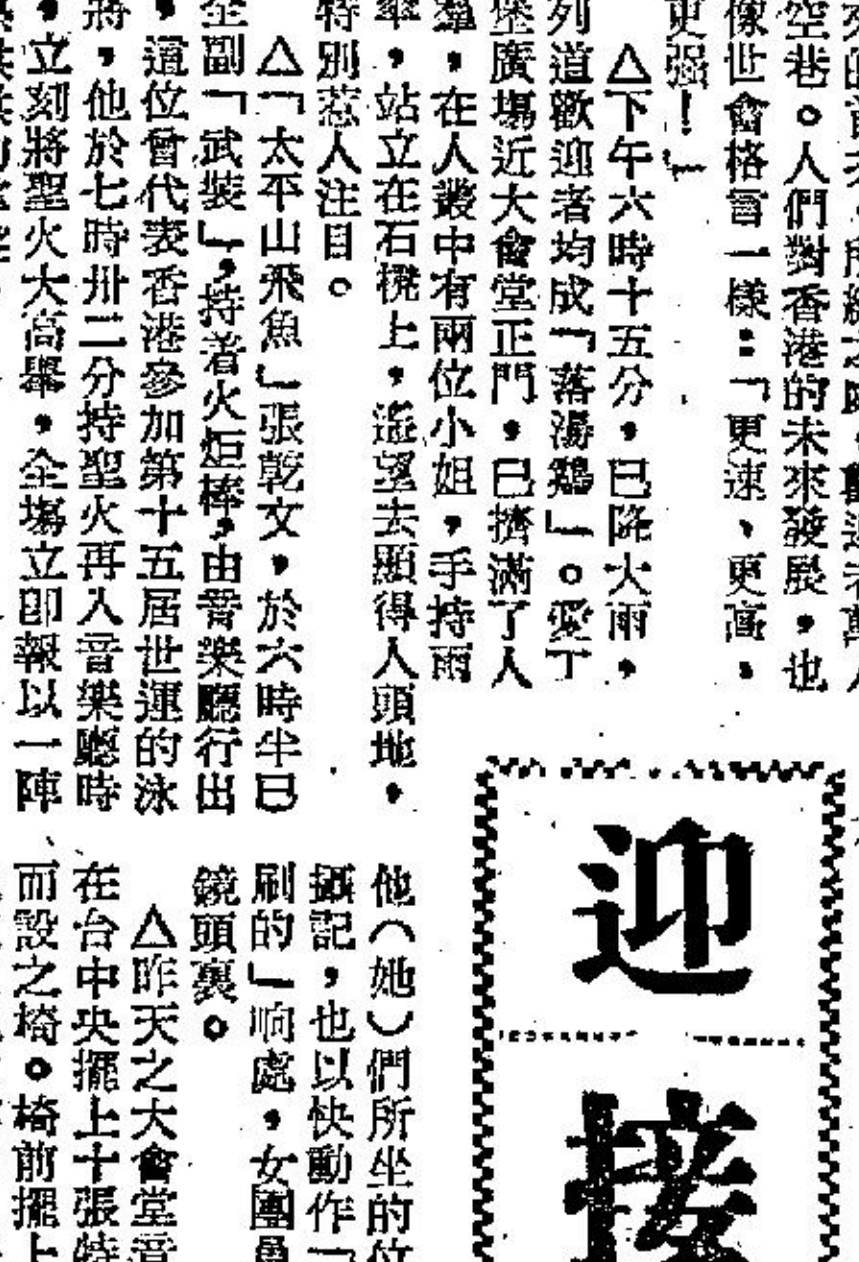 空巷。人們對香港的未來發展,也
像世會格言一樣:「更速、更高、
更强!」
△下午六時十五分,已降大雨,
列道歡迎者均成「落湯鷄」。愛丁
堡廣塲近大會堂正門,已擠滿了人
羣,在人叢中有兩位小姐,手持雨
傘,站立在石櫈上,遙望去顯得人頭地,
特別惹人注目。
△「太平山飛魚」張乾文,於六時半已
全副「武裝」,持着火炬棒,由音樂廳行出
,這位曾代表香港參加第十五屆世運的泳
將,他於七時卅二分持聖火再入音樂廳時
,立刻將聖火大高舉,全塲立即報以一陣
迎
接
他(她)們所坐的位
攝記,也以快動作「
刷的」响處,女團員
鏡頭裏。
△昨天之大會堂音
在台中央擺上十張特
而設之椅。椅前擺上